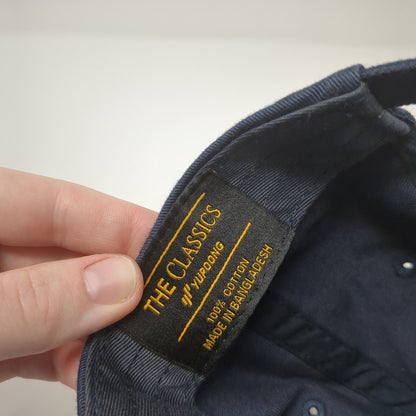 THE CLASSICS
YUPOONG
100% COTTON
MADE IN BANGLADESH